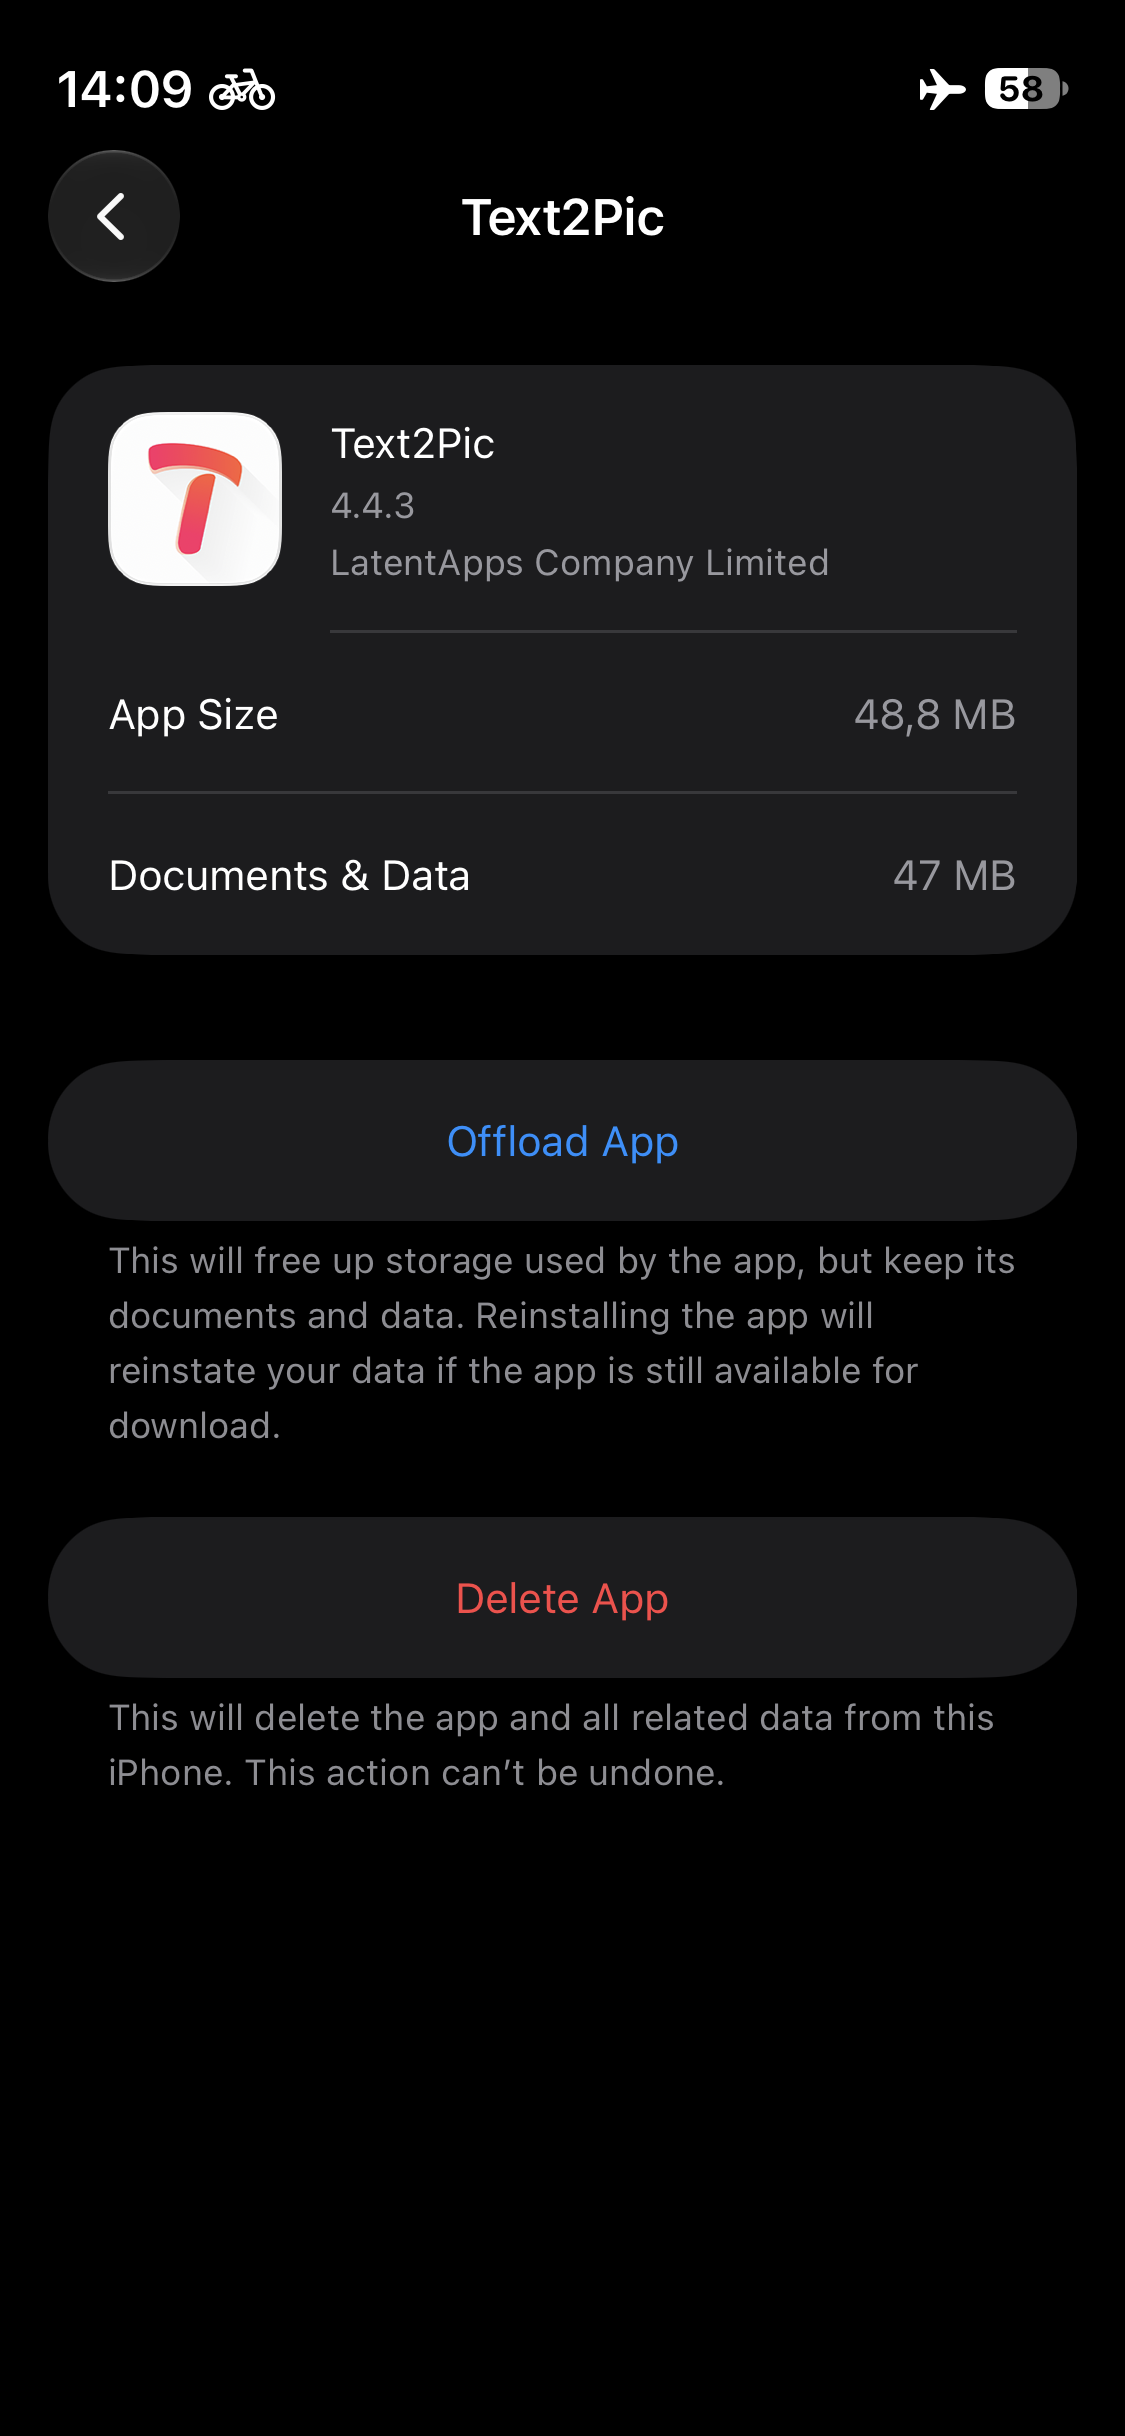 14:09
58
Text2Pic
Text2Pic
4.4.3
LatentApps Company Limited
App Size
48,8 MB
Documents & Data
47 MB
Offload App
This will free up storage used by the app, but keep its
documents and data. Reinstalling the app will
reinstate your data if the app is still available for
download.
Delete App
This will delete the app and all related data from this
iPhone. This action can’t be undone.